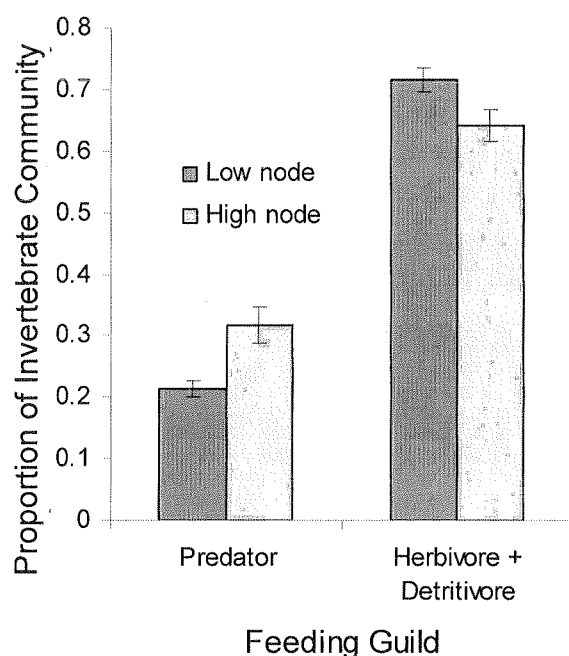 Proportion of Invertebrate Community
0.8
0.7
0.6
0.5
0.4
0.3
0.2
0.1
0
Low node
High node
Predator
Herbivore +
Detritivore
Feeding Guild